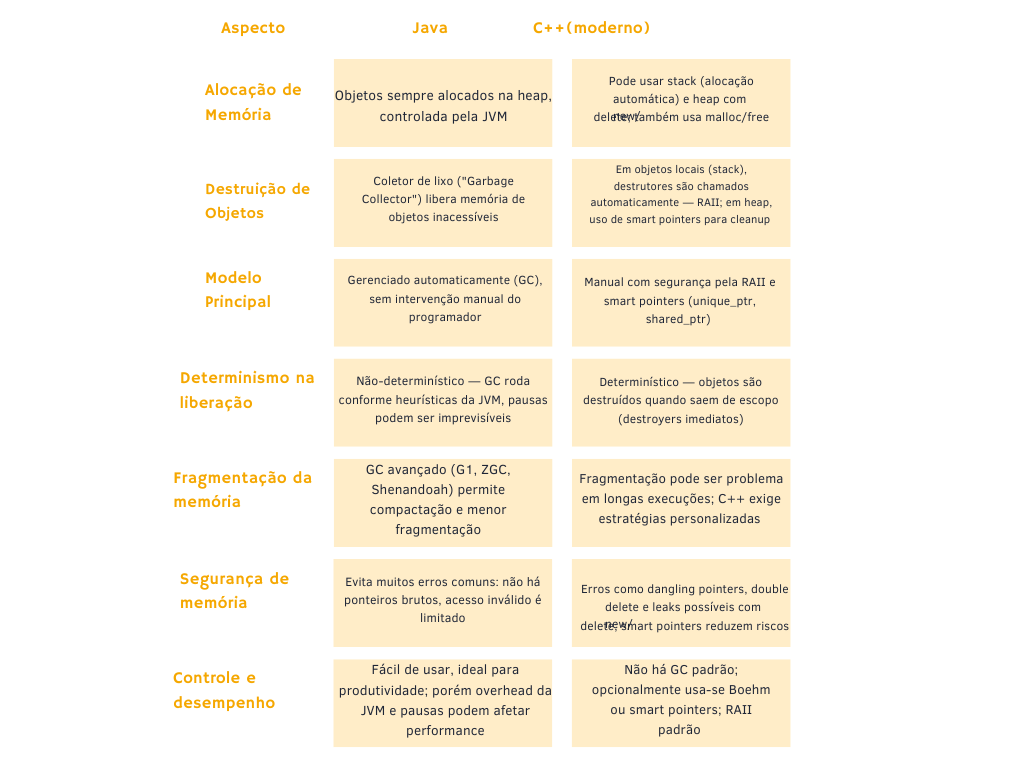 Aspecto
Java
C++(moderno)
Alocação de
Memória
Objetos sempre alocados na heap,
controlada pela JVM
Pode usar stack (alocação
automática) e heap com
new/
delete; também usa malloc/free
Destruição de
Objetos
Coletor de lixo ("Garbage
Collector") libera memória de
objetos inacessíveis
Em objetos locais (stack),
destrutores são chamados
automaticamente — RAII; em heap,
uso de smart pointers para cleanup
Modelo
Principal
Gerenciado automaticamente (GC),
sem intervenção manual do
programador
Manual com segurança pela RAII e
smart pointers (unique_ptr,
shared_ptr)
Determinismo na
liberação
Não-determinístico — GC roda
conforme heurísticas da JVM, pausas
podem ser imprevisíveis
Determinístico — objetos são
destruídos quando saem de escopo
(destroyers imediatos)
Fragmentação da
memória
GC avançado (G1, ZGC,
Shenandoah) permite
compactação e menor
fragmentação
Fragmentação pode ser problema
em longas execuções; C++ exige
estratégias personalizadas
Segurança de
memória
Evita muitos erros comuns: não há
ponteiros brutos, acesso inválido é
limitado
Erros como dangling pointers, double
delete e leaks possíveis com
new/
delete; smart pointers reduzem riscos
Controle e
desempenho
Fácil de usar, ideal para
produtividade; porém overhead da
JVM e pausas podem afetar
performance
Não há GC padrão;
opcionalmente usa-se Boehm
ou smart pointers; RAII
padrão